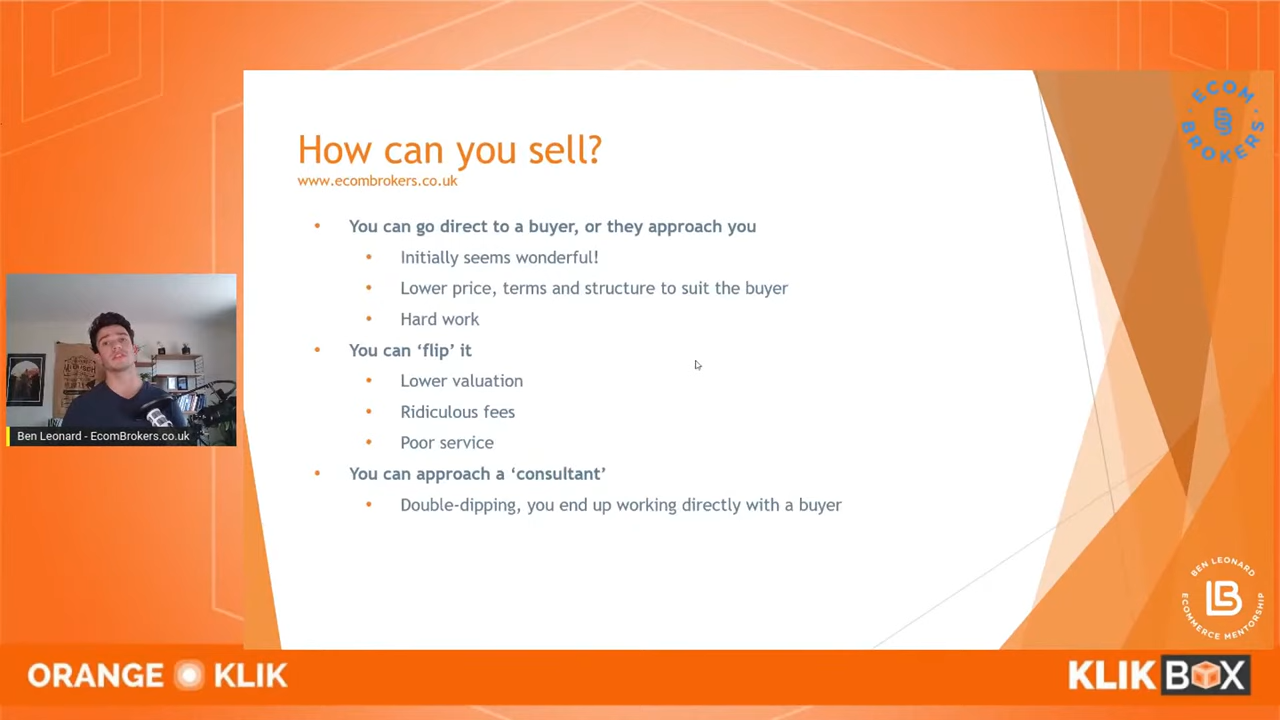 ECOM
BROKERS
How can you sell?
www.ecombrokers.co.uk
• You can go direct to a buyer, or they approach you
• Initially seems wonderful!
• Lower price, terms and structure to suit the buyer
• Hard work
• You can ‘flip’ it
• Lower valuation
• Ridiculous fees
• Poor service
• You can approach a ‘consultant’
• Double-dipping, you end up working directly with a buyer
Ben Leonard - EcomBrokers.co.uk
BEN LEONARD
LB
ECOMMERCE MENTORSHIP
ORANGE KLIK
KLIKBOX